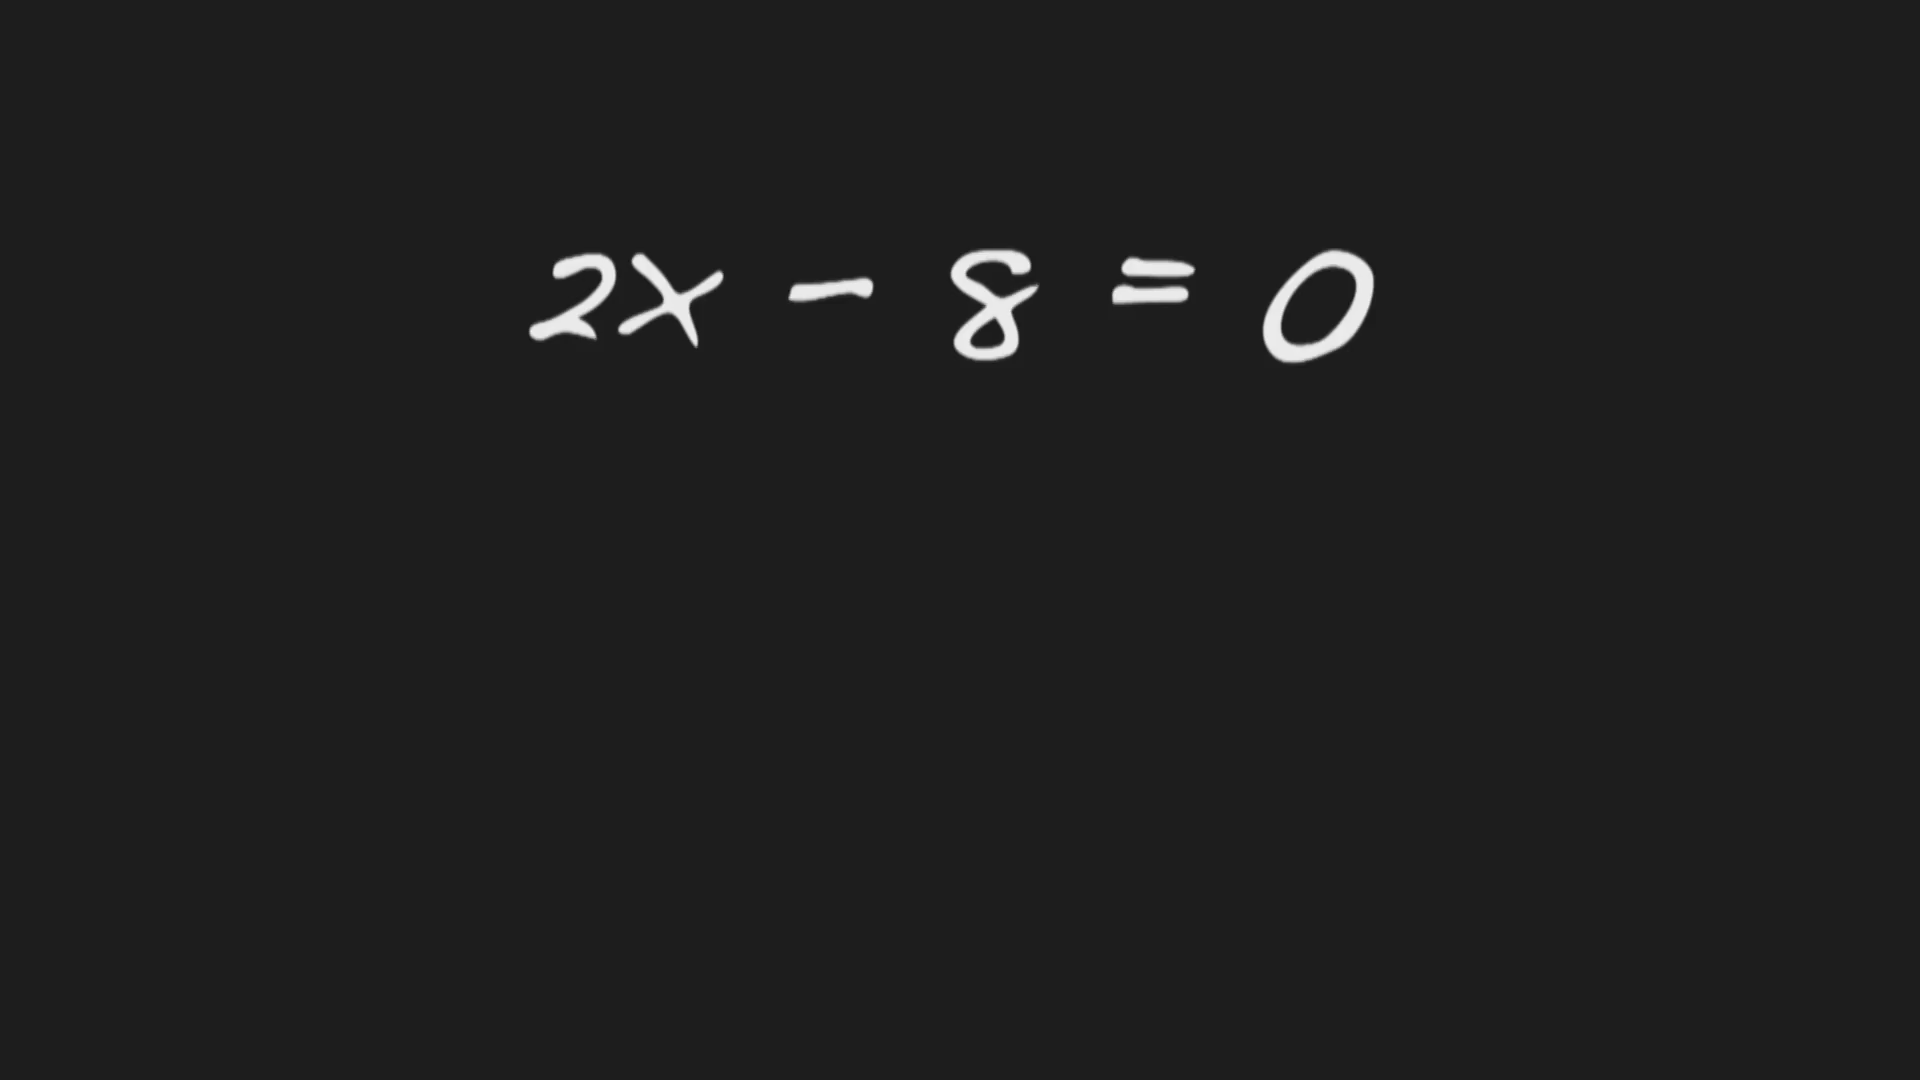 2x - 8 = 0